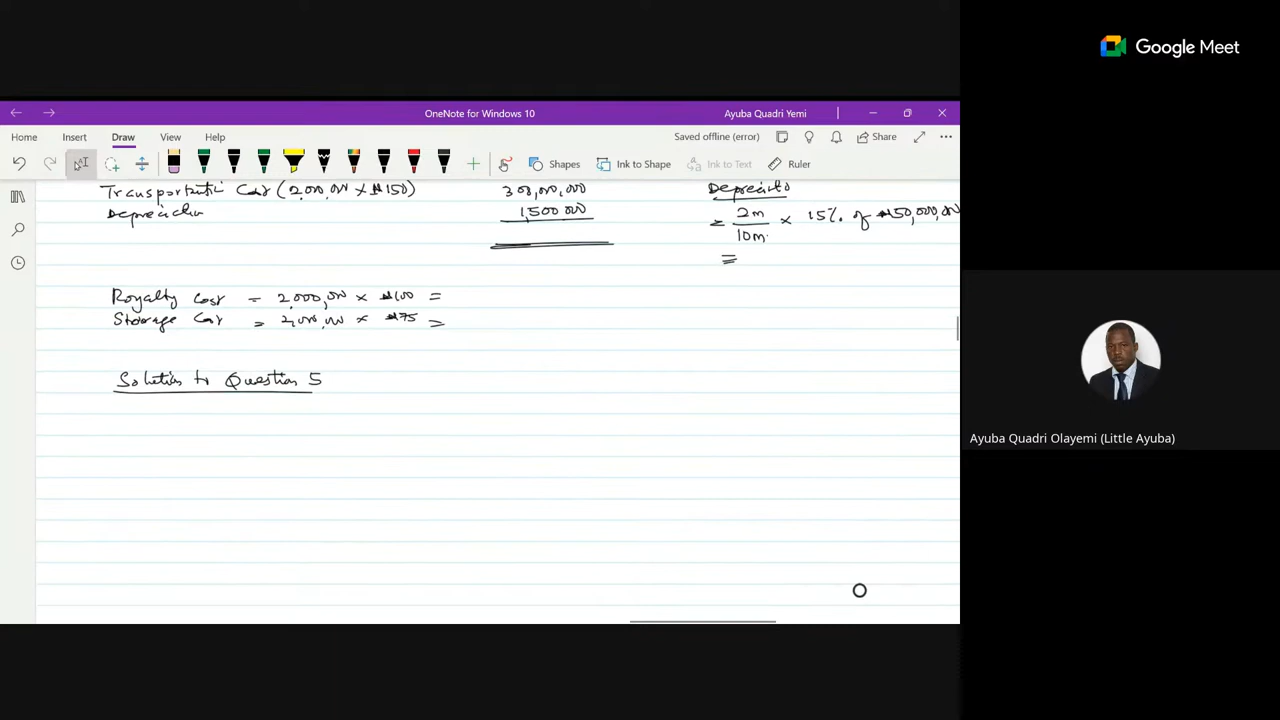 Google Meet
OneNote for Windows 10
Ayuba Quadri Yemi
Home Insert Draw View Help
Saved offline (error)
Share
Shapes
Ink to Shape
Ink to Text
Ruler
Transportatic Cost (2,000,000 x ₦150) 300,000,000
Depreciation 1,500,000
Depreciatio
= 2m/10m x 15% of ₦50,000,000
=
Royalty Cost = 2,000,000 x ₦100 =
Storage Cost = 2,000,000 x ₦75 =
Solution to Question 5
Ayuba Quadri Olayemi (Little Ayuba)